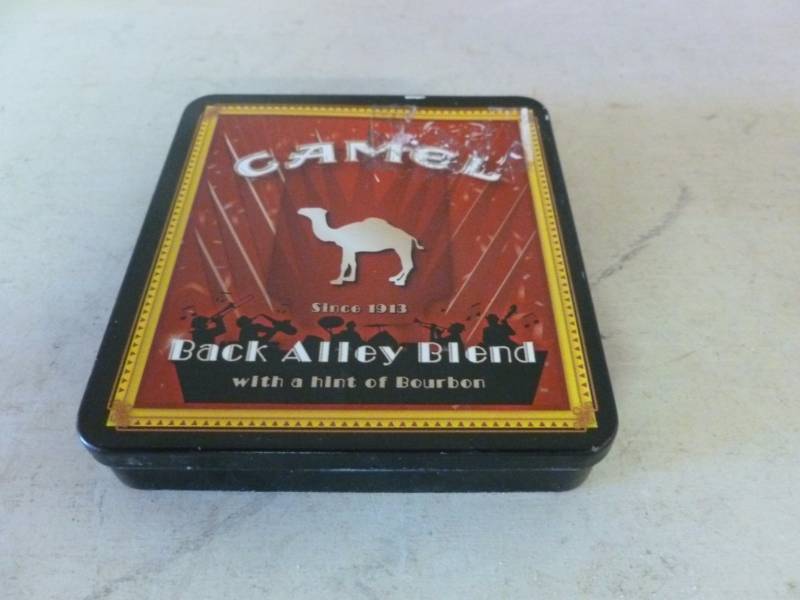 CAMEL
Since 1913
Back Alley Blend
with a hint of Bourbon